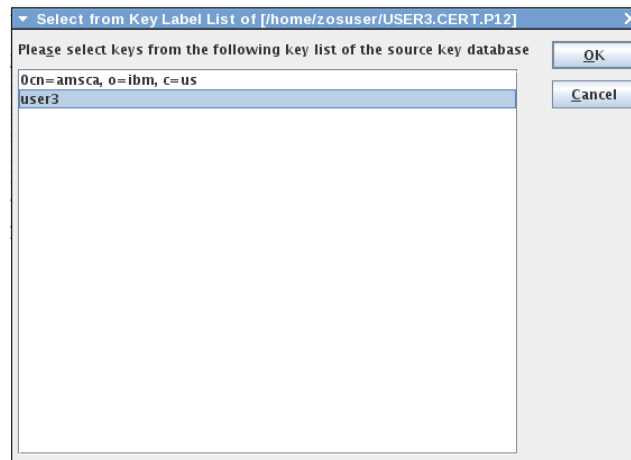 Select from Key Label List of [/home/zosuser/USER3.CERT.P12]
Please select keys from the following key list of the source key database
OK
0cn=amsca, o=ibm, c=us
user3
Cancel